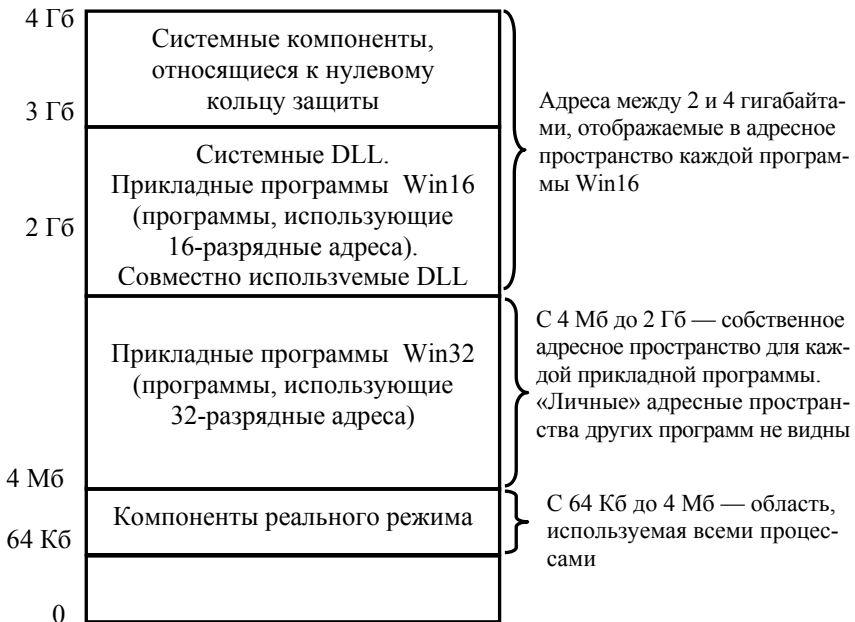 4 Гб
Системные компоненты,
относящиеся к нулевому
кольцу защиты
3 Гб
Системные DLL.
Прикладные программы Win16
(программы, использующие
16-разрядные адреса).
Совместно используемые DLL
2 Гб
Адреса между 2 и 4 гигабайта-
ми, отображаемые в адресное
пространство каждой програм-
мы Win16
Прикладные программы Win32
(программы, использующие
32-разрядные адреса)
С 4 Мб до 2 Гб — собственное
адресное пространство для каж-
дой прикладной программы.
«Личные» адресные простран-
ства других программ не видны
4 Мб
Компоненты реального режима
64 Кб
С 64 Кб до 4 Мб — область,
используемая всеми процес-
сами
0